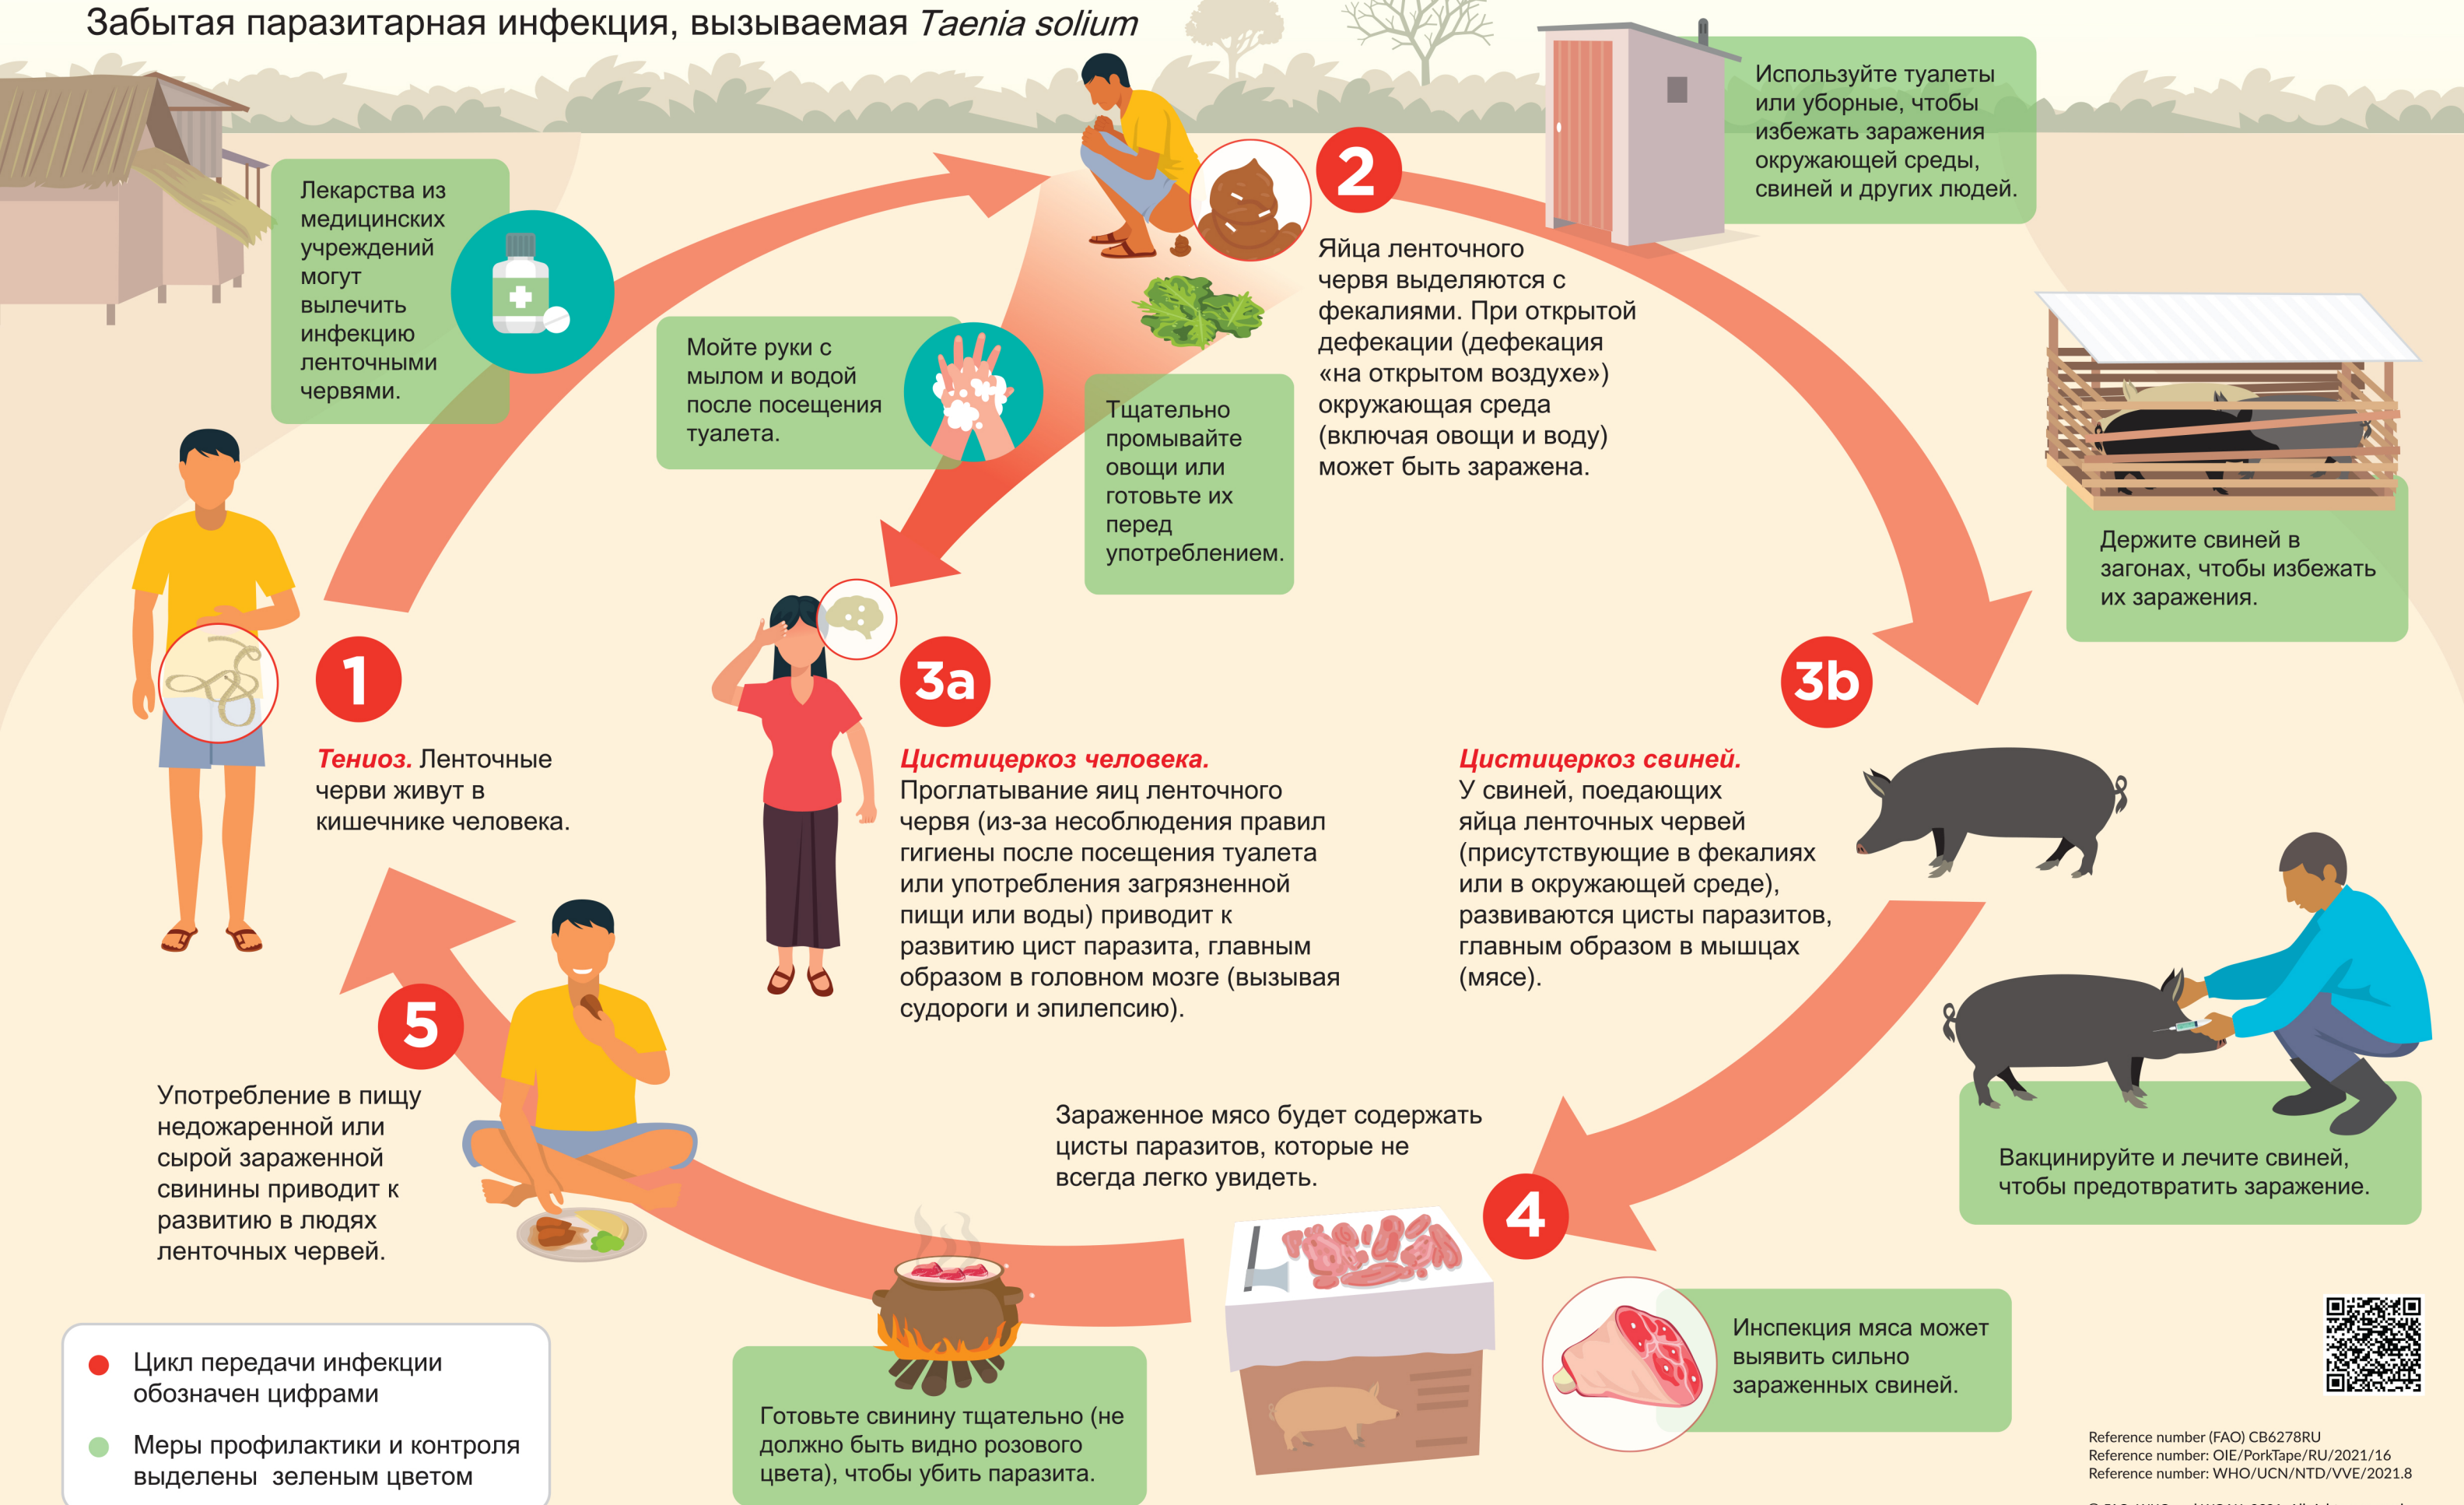 Забытая паразитарная инфекция, вызываемая Taenia solium
Лекарства из
медицинских
учреждений
могут
вылечить
инфекцию
ленточными
червями.
Мойте руки с
мылом и водой
после посещения
туалета.
Тщательно
промывайте
овощи или
готовьте их
перед
употреблением.
2
Яйца ленточного
червя выделяются с
фекалиями. При открытой
дефекации (дефекация
«на открытом воздухе»)
окружающая среда
(включая овощи и воду)
может быть заражена.
Используйте туалеты
или уборные, чтобы
избежать заражения
окружающей среды,
свиней и других людей.
Держите свиней в
загонах, чтобы избежать
их заражения.
1
Тениоз. Ленточные
черви живут в
кишечнике человека.
3a
Цистицеркоз человека.
Проглатывание яиц ленточного
червя (из-за несоблюдения правил
гигиены после посещения туалета
или употребления загрязненной
пищи или воды) приводит к
развитию цист паразита, главным
образом в головном мозге (вызывая
судороги и эпилепсию).
3b
Цистицеркоз свиней.
У свиней, поедающих
яйца ленточных червей
(присутствующие в фекалиях
или в окружающей среде),
развиваются цисты паразитов,
главным образом в мышцах
(мясе).
Вакцинируйте и лечите свиней,
чтобы предотвратить заражение.
4
Зараженное мясо будет содержать
цисты паразитов, которые не
всегда легко увидеть.
Инспекция мяса может
выявить сильно
зараженных свиней.
5
Употребление в пищу
недожаренной или
сырой зараженной
свинины приводит к
развитию в людях
ленточных червей.
Готовьте свинину тщательно (не
должно быть видно розового
цвета), чтобы убить паразита.
Цикл передачи инфекции
обозначен цифрами
Меры профилактики и контроля
выделены зеленым цветом
Reference number (FAO) CB6278RU
Reference number: OIE/PorkTape/RU/2021/16
Reference number: WHO/UCN/NTD/VVE/2021.8